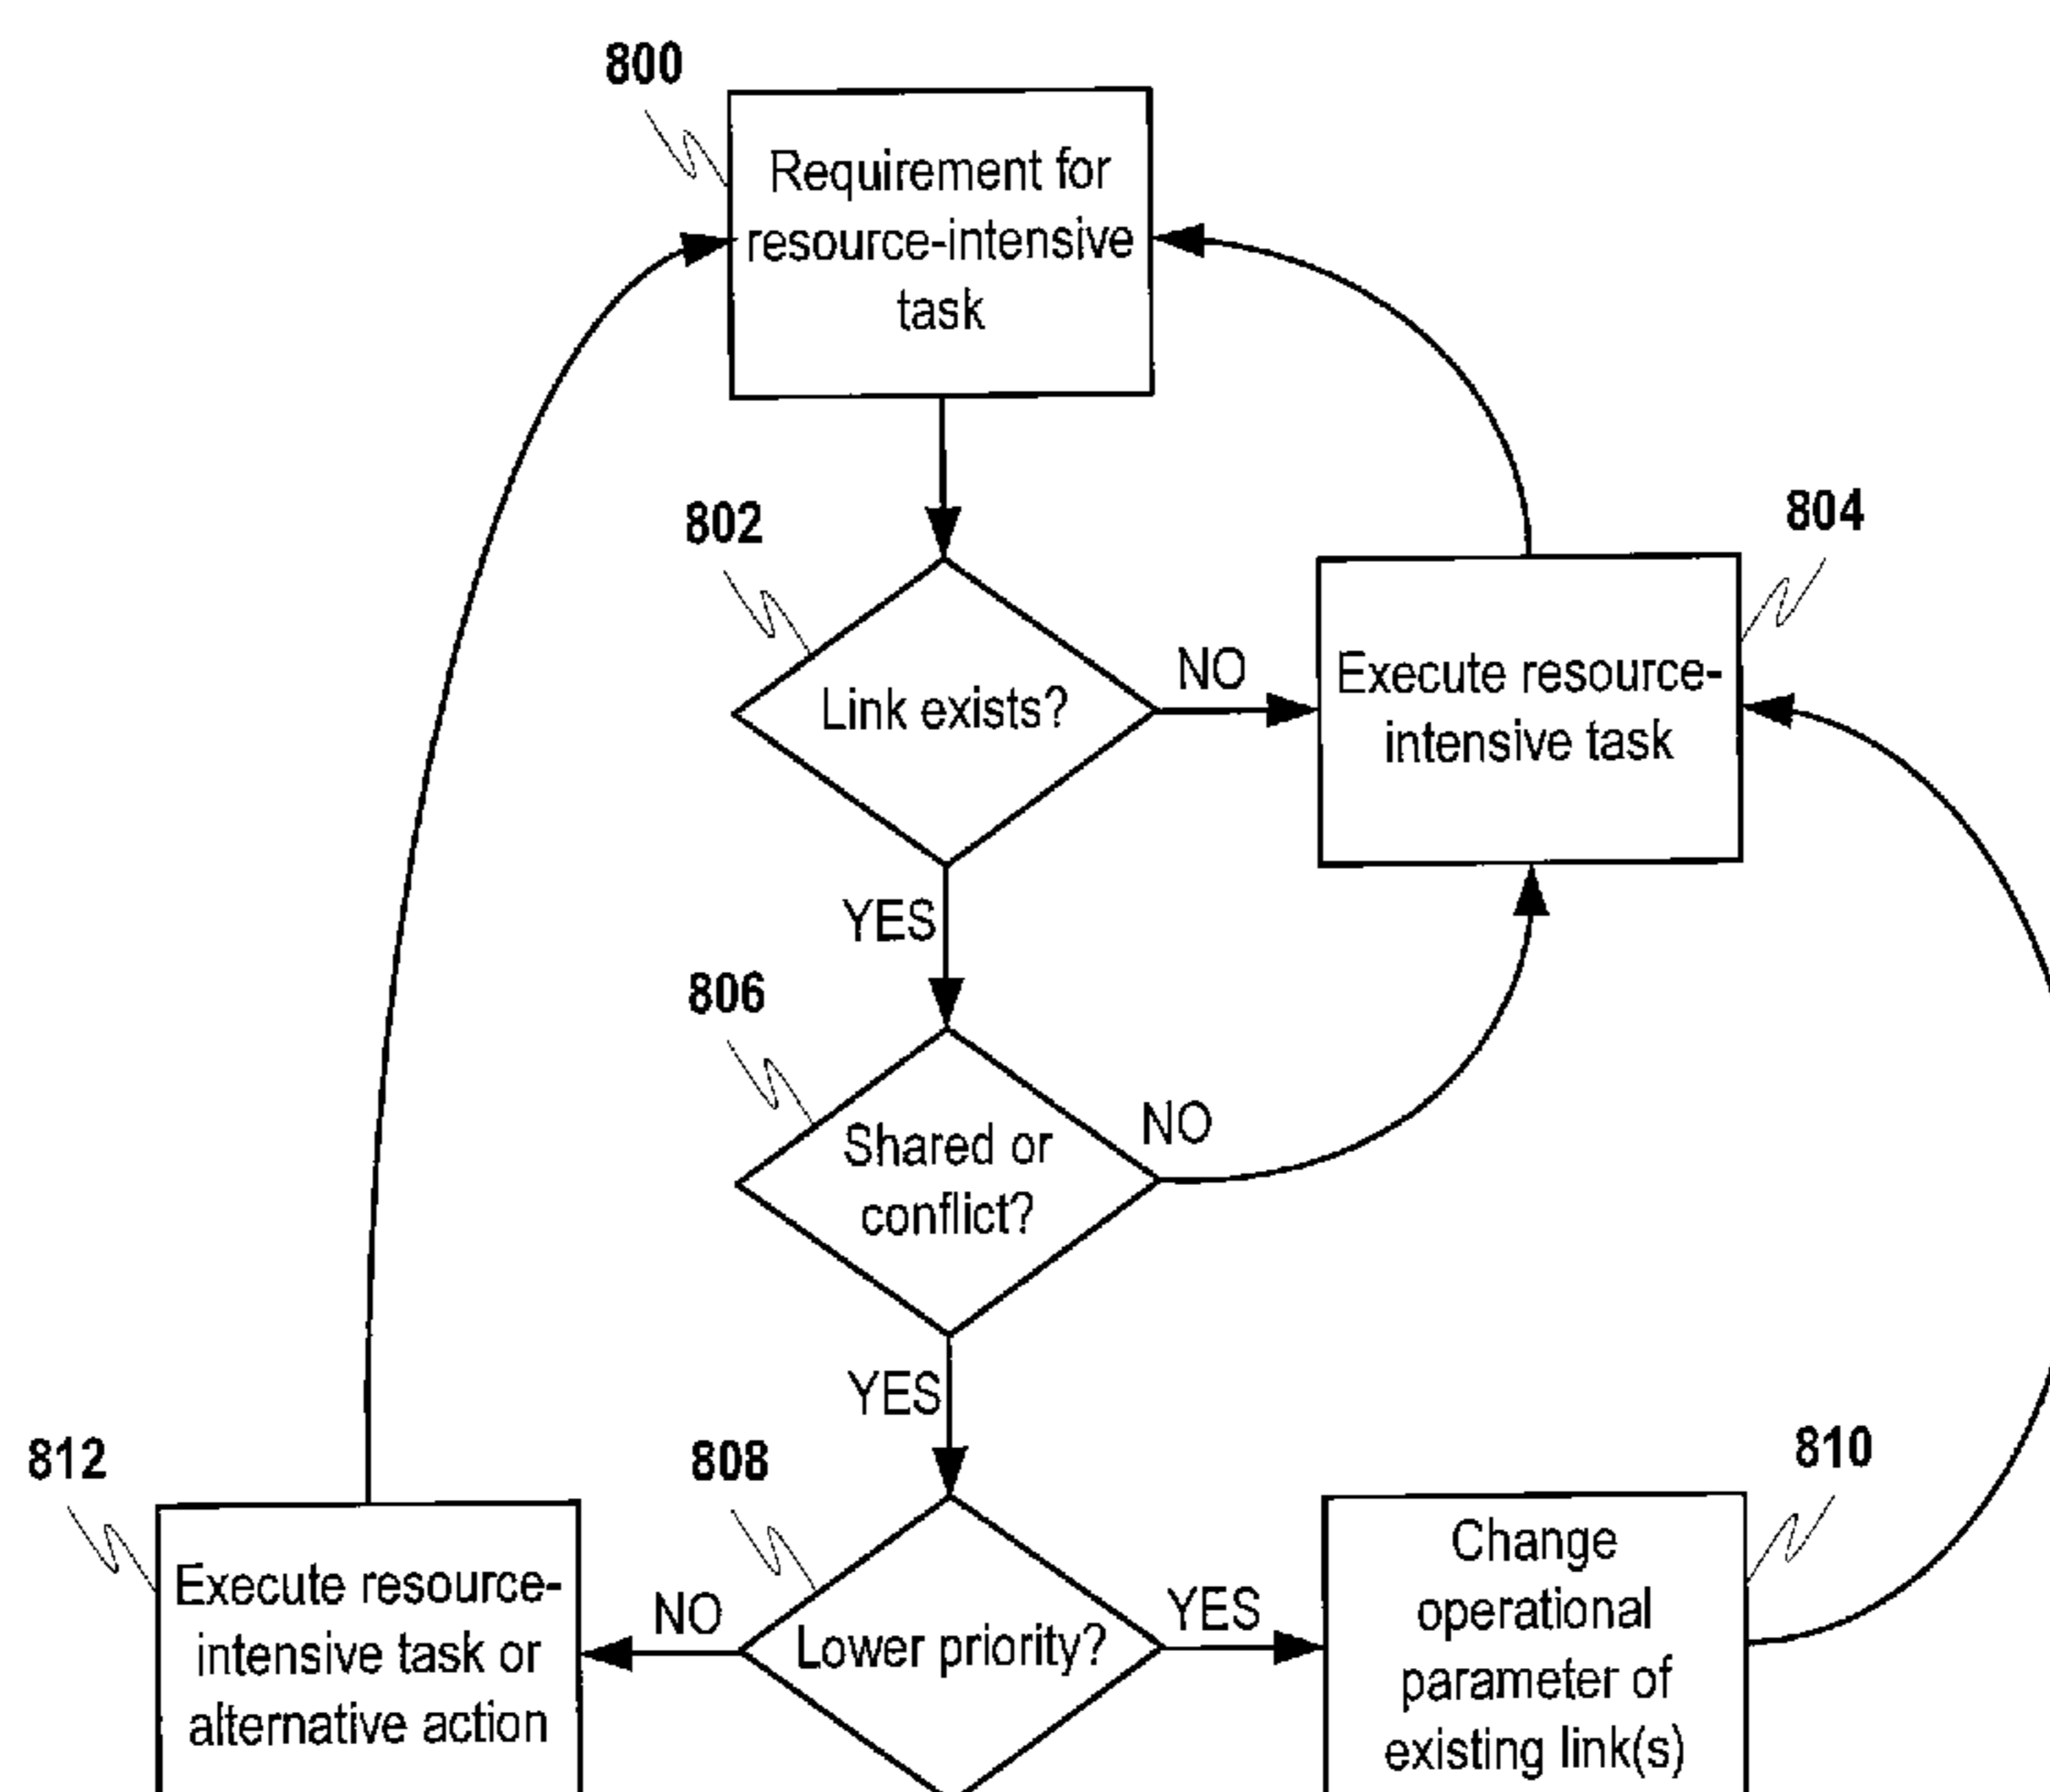 800
Requirement for
resource-intensive
task
802
Link exists?
NO
804
Execute resource-
intensive task
YES
806
Shared or
conflict?
NO
YES
808
Lower priority?
NO
YES
812
Execute resource-
intensive task or
alternative action
810
Change
operational
parameter of
existing link(s)